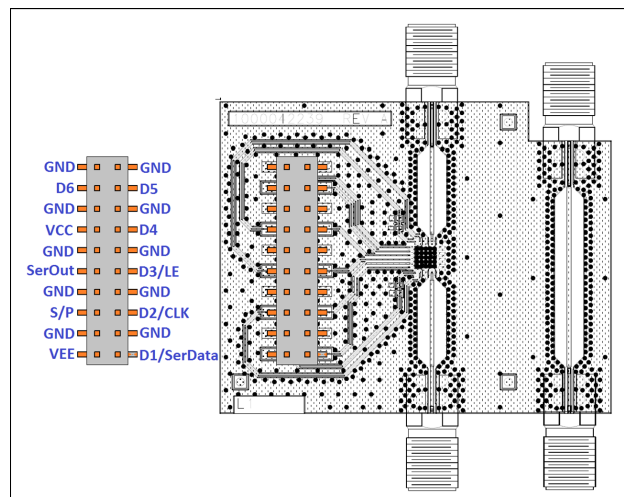 1000042239 REV A
GND GND
D6 D5
GND GND
VCC D4
GND GND
SerOut D3/LE
GND GND
S/P D2/CLK
GND GND
VEE D1/SerData
L